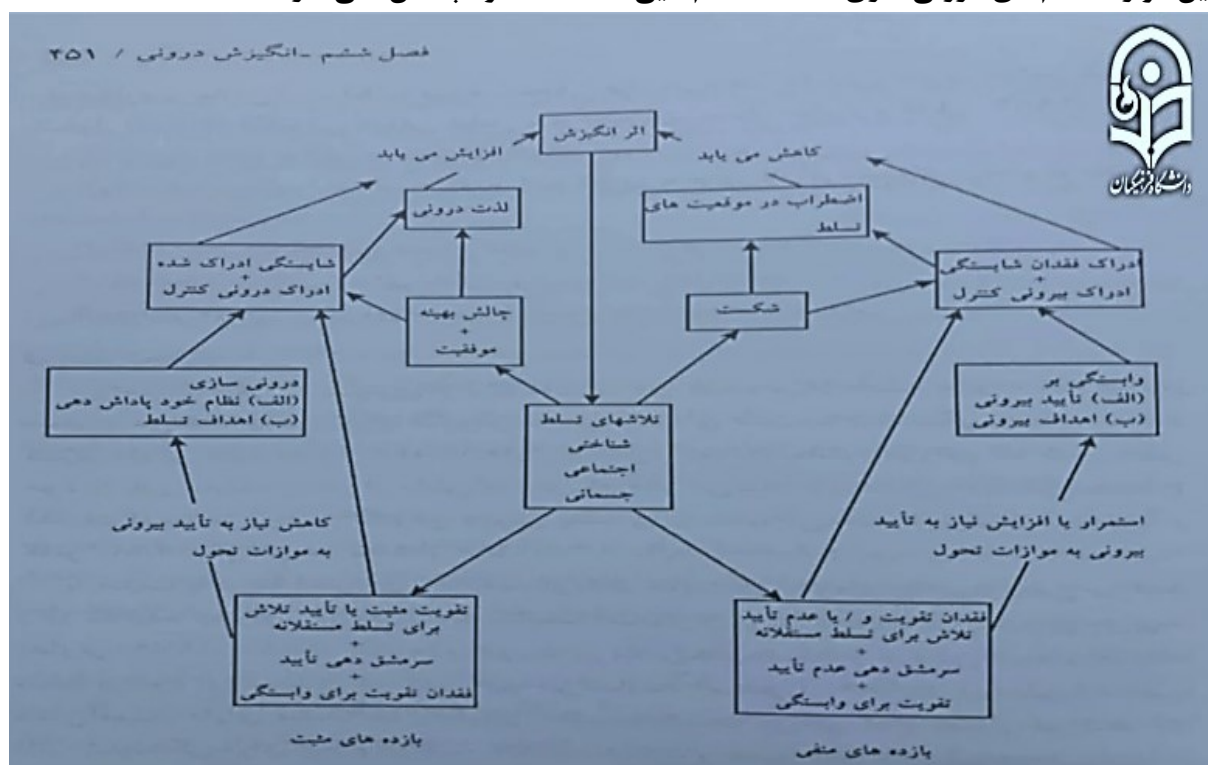 فصل ششم -انگیزش درونی / ۴۵۱
دانشگاه فرهنگیان
اثر انگیزش
کاهش می یابد
افزایش می یابد
اضطراب در موقعیت های
تسلط
لذت درونی
ادراک فقدان شایستگی
+
ادراک بیرونی کنترل
شکست
چالش بهینه
+
موفقیت
شایستگی ادراک شده
+
ادراک درونی کنترل
وابستگی بر
(الف) تأیید بیرونی
(ب) اهداف بیرونی
تلاشهای تسلط
شناختی
اجتماعی
جسمانی
درونی سازی
(الف) نظام خود پاداش دهی
(ب) اهداف تسلط
استمرار یا افزایش نیاز به تأیید
بیرونی به موازات تحول
کاهش نیاز به تأیید بیرونی
به موازات تحول
فقدان تقویت و / یا عدم تأیید
تلاش برای تسلط مستقلانه
+
سرمشق دهی عدم تأیید
+
تقویت برای وابستگی
تقویت مثبت یا تأیید تلاش
برای تسلط مستقلانه
+
سرمشق دهی تأیید
+
فقدان تقویت برای وابستگی
بازده های منفی
بازده های مثبت